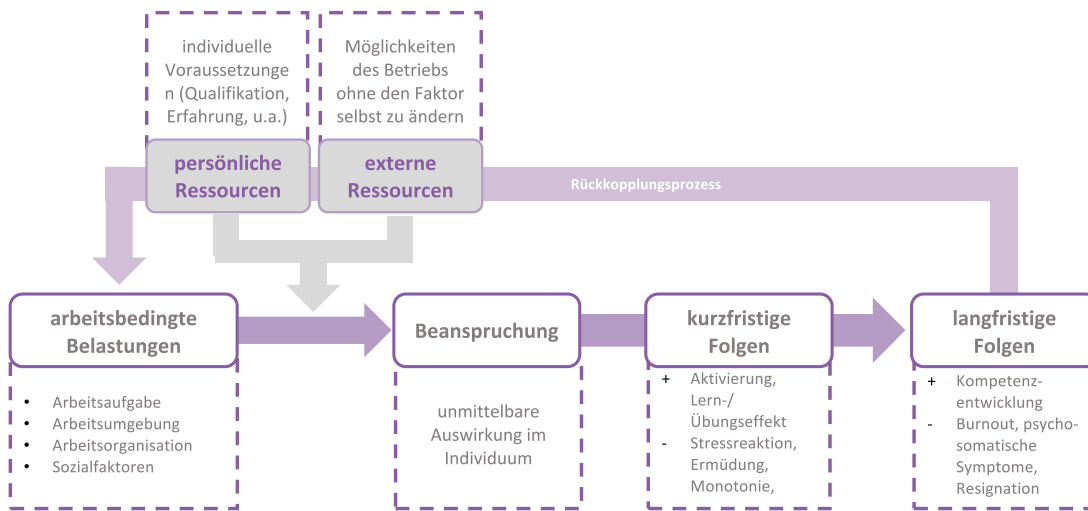 individuelle
Voraussetzunge
n (Qualifikation,
Erfahrung, u.a.)
Möglichkeiten
des Betriebs
ohne den Faktor
selbst zu ändern
persönliche
Ressourcen
externe
Ressourcen
Rückkopplungsprozess
arbeitsbedingte
Belastungen
Beanspruchung
kurzfristige
Folgen
langfristige
Folgen
• Arbeitsaufgabe
• Arbeitsumgebung
• Arbeitsorganisation
• Sozialfaktoren
unmittelbare
Auswirkung im
Individuum
+ Aktivierung,
Lern-/
Übungseffekt
- Stressreaktion,
Ermüdung,
Monotonie,
+ Kompetenz-
entwicklung
- Burnout, psycho-
somatische
Symptome,
Resignation